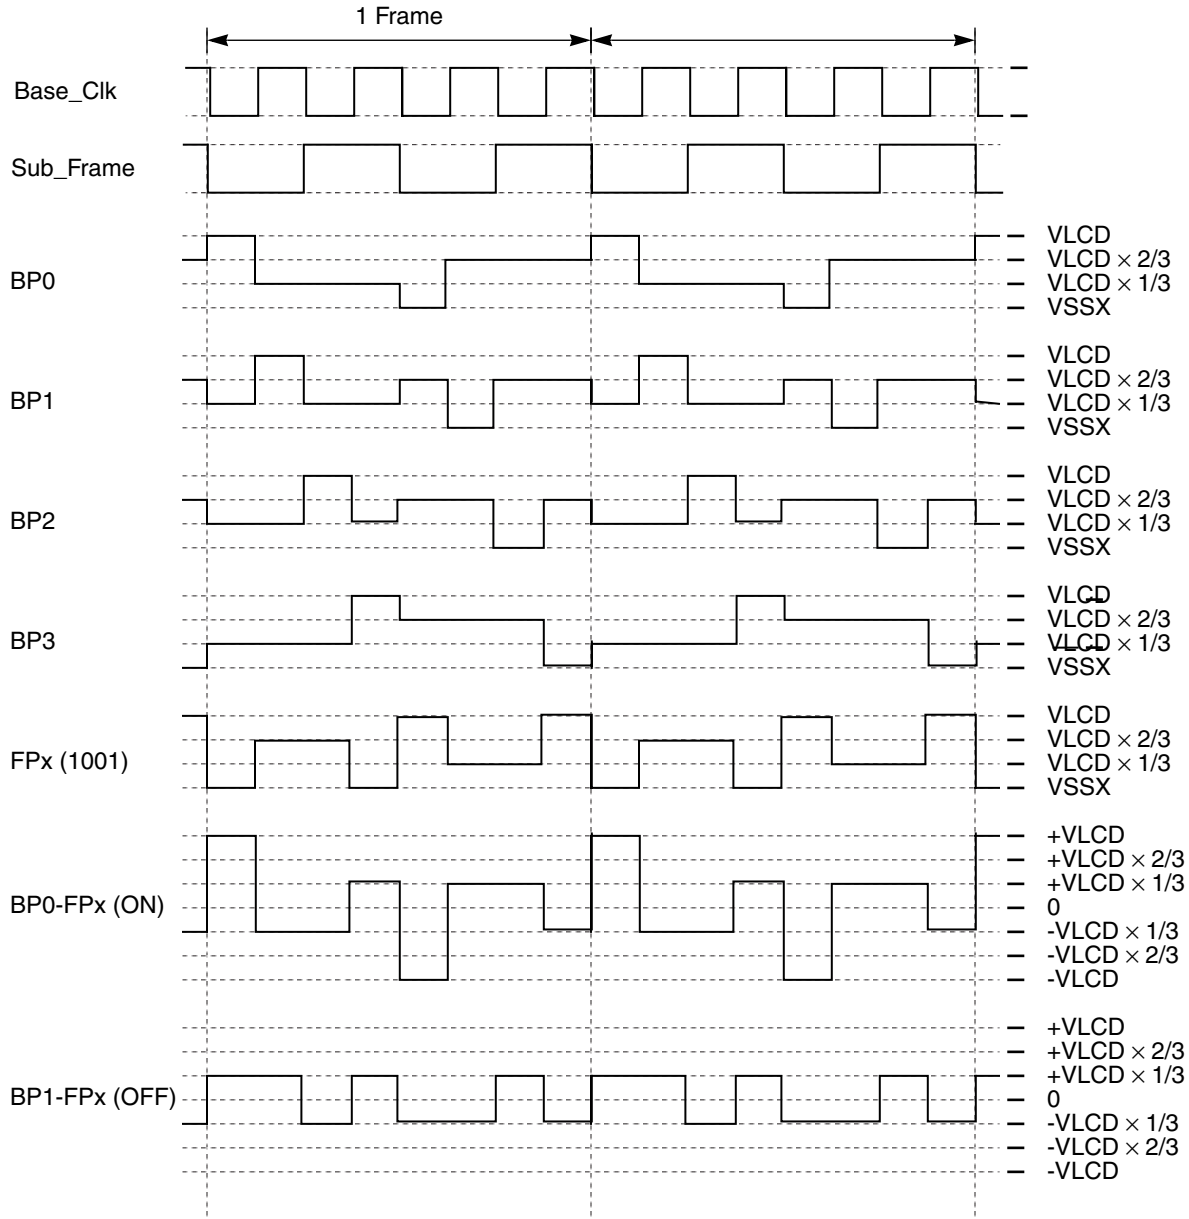 1 Frame
Base_Clk
Sub_Frame
BP0
VLCD
VLCD × 2/3
VLCD × 1/3
VSSX
BP1
VLCD
VLCD × 2/3
VLCD × 1/3
VSSX
BP2
VLCD
VLCD × 2/3
VLCD × 1/3
VSSX
BP3
VLCD
VLCD × 2/3
VLCD × 1/3
VSSX
FPx (1001)
VLCD
VLCD × 2/3
VLCD × 1/3
VSSX
BP0-FPx (ON)
+VLCD
+VLCD × 2/3
+VLCD × 1/3
0
-VLCD × 1/3
-VLCD × 2/3
-VLCD
BP1-FPx (OFF)
+VLCD
+VLCD × 2/3
+VLCD × 1/3
0
-VLCD × 1/3
-VLCD × 2/3
-VLCD